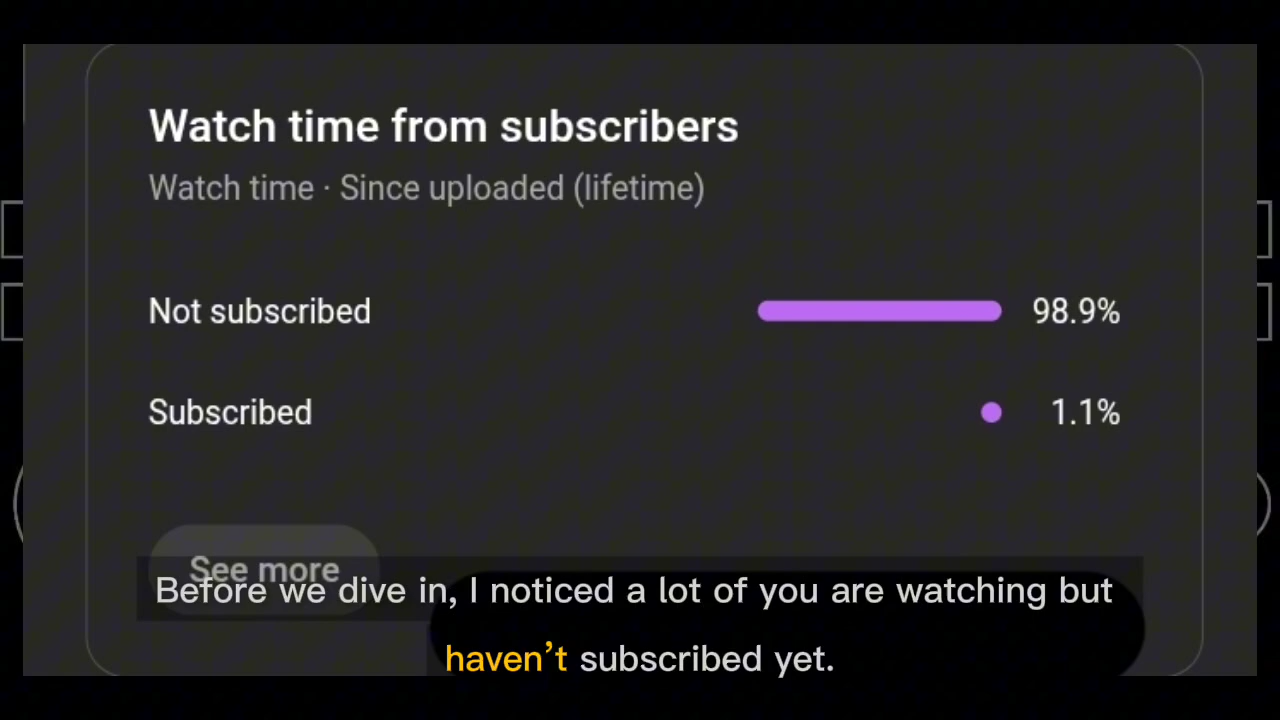 Watch time from subscribers
Watch time · Since uploaded (lifetime)
Not subscribed 98.9%
Subscribed 1.1%
See more
Before we dive in, I noticed a lot of you are watching but
haven’t subscribed yet.